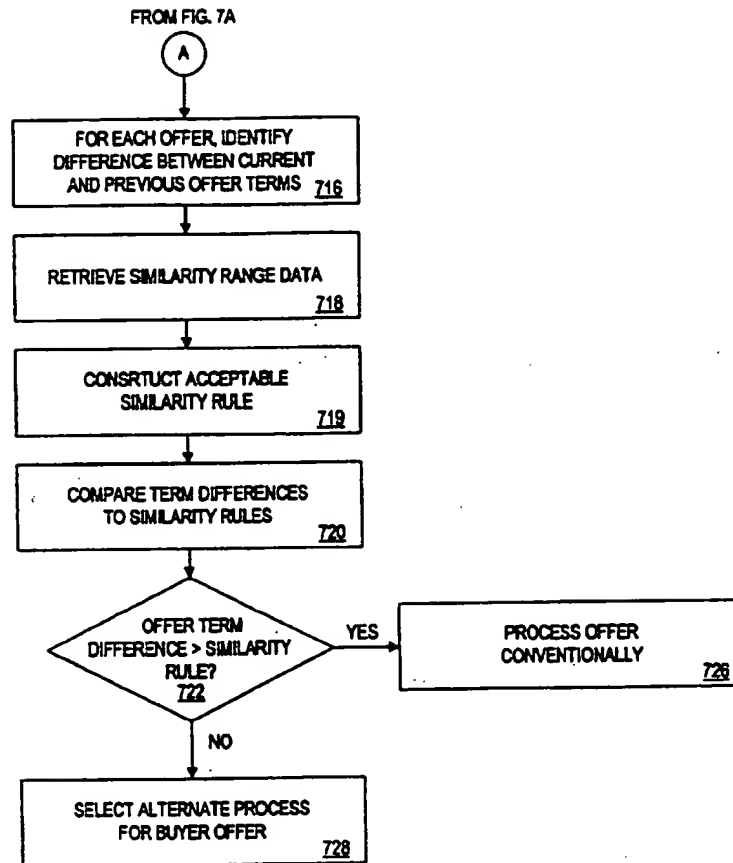 FROM FIG. 7A
A
FOR EACH OFFER, IDENTIFY
DIFFERENCE BETWEEN CURRENT
AND PREVIOUS OFFER TERMS
716
RETRIEVE SIMILARITY RANGE DATA
718
CONSRTUCT ACCEPTABLE
SIMILARITY RULE
719
COMPARE TERM DIFFERENCES
TO SIMILARITY RULES
720
OFFER TERM
DIFFERENCE > SIMILARITY
RULE?
722
YES
PROCESS OFFER
CONVENTIONALLY
726
NO
SELECT ALTERNATE PROCESS
FOR BUYER OFFER
728